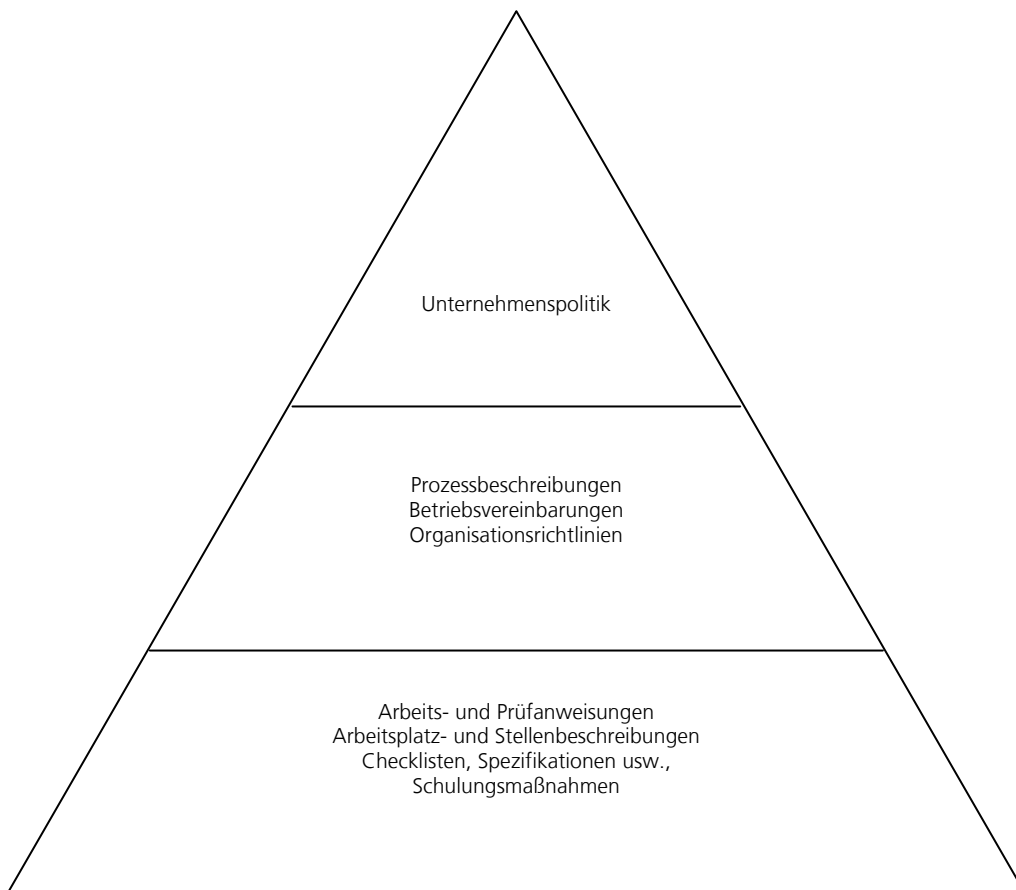 Unternehmenspolitik
Prozessbeschreibungen
Betriebsvereinbarungen
Organisationsrichtlinien
Arbeits- und Prüfanweisungen
Arbeitsplatz- und Stellenbeschreibungen
Checklisten, Spezifikationen usw.,
Schulungsmaßnahmen